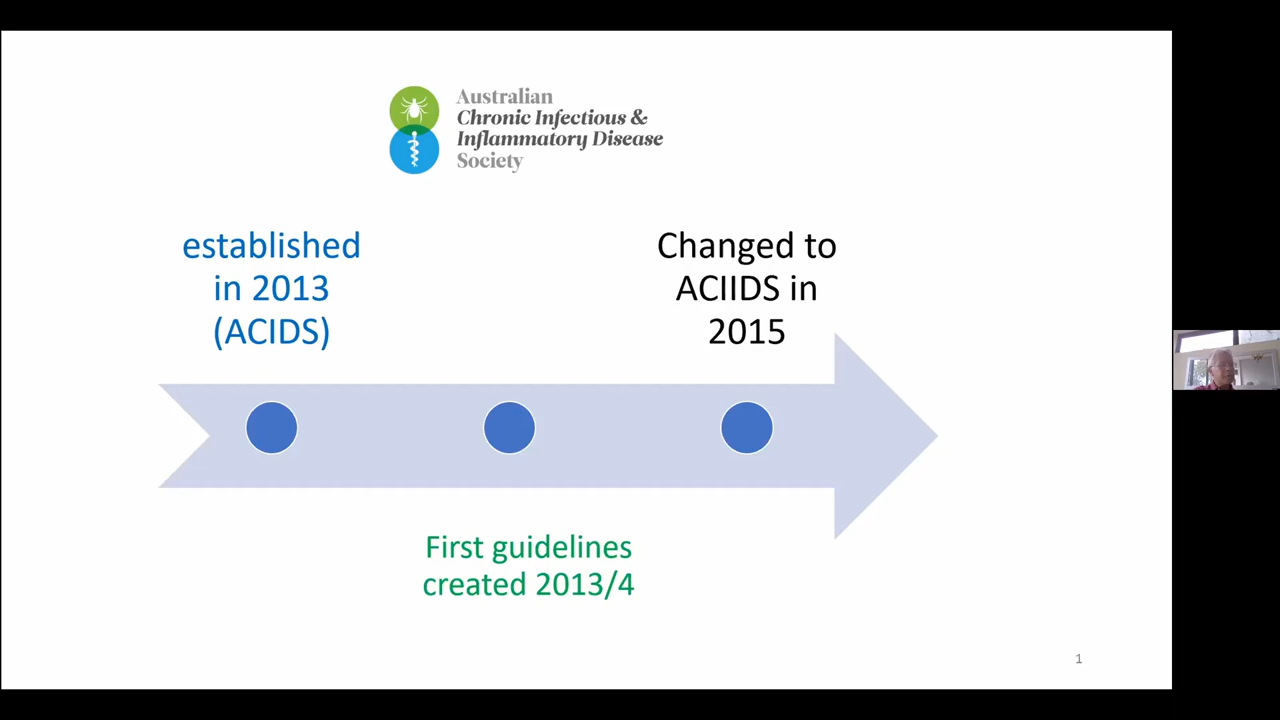 Australian
Chronic Infectious &
Inflammatory Disease
Society
established
in 2013
(ACIDS)
Changed to
ACIIDS in
2015
First guidelines
created 2013/4
1